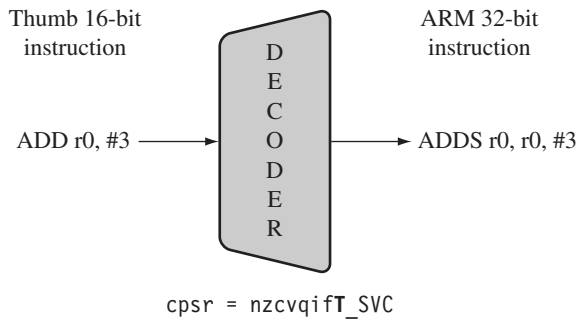 Thumb 16-bit
instruction
ARM 32-bit
instruction
D
E
C
O
D
E
R
ADD r0, #3
ADDS r0, r0, #3
cpsr = nzcvqifT_SVC